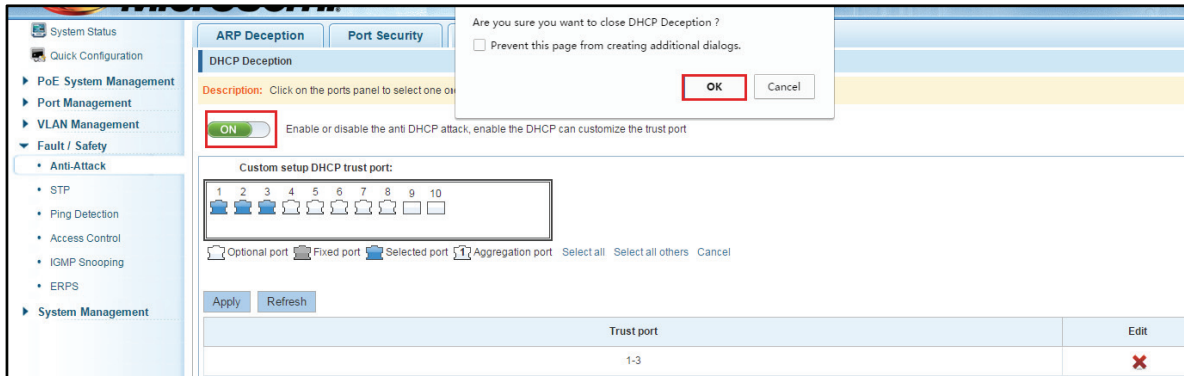 System Status
Quick Configuration
PoE System Management
Port Management
VLAN Management
Fault / Safety
Anti-Attack
STP
Ping Detection
Access Control
IGMP Snooping
ERPS
System Management
ARP Deception
Port Security
DHCP Deception
Description: Click on the ports panel to select one or
Are you sure you want to close DHCP Deception ?
Prevent this page from creating additional dialogs.
OK Cancel
ON Enable or disable the anti DHCP attack, enable the DHCP can customize the trust port
Custom setup DHCP trust port:
1 2 3 4 5 6 7 8 9 10
Optional port Fixed port Selected port 1 Aggregation port Select all Select all others Cancel
Apply Refresh
Trust port Edit
1-3